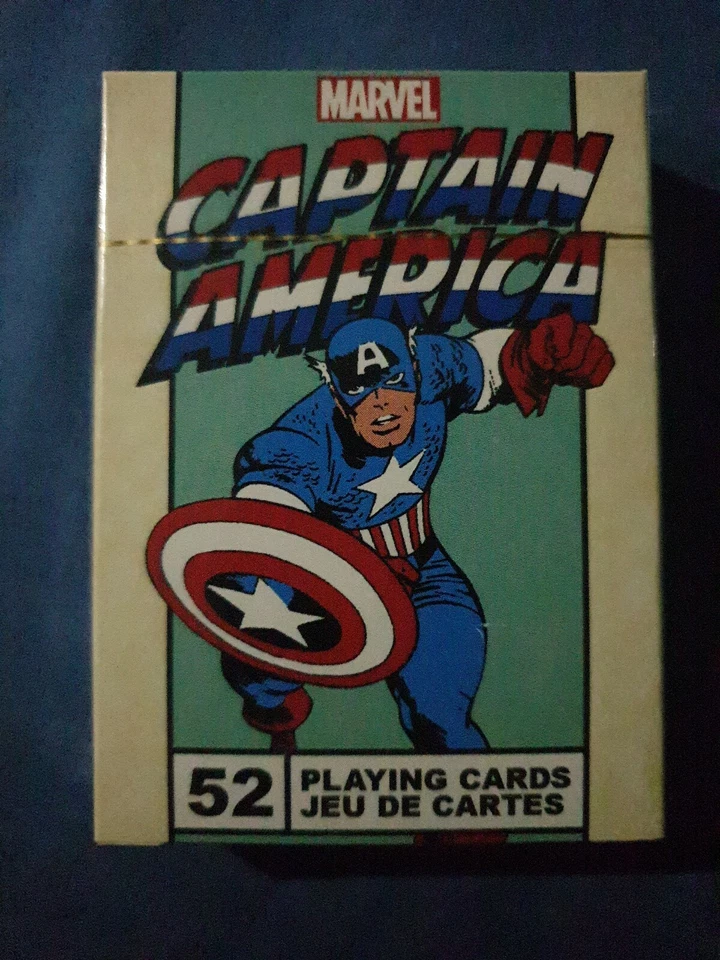 MARVEL
CAPTAIN
AMERICA
A
52
PLAYING CARDS
JEU DE CARTES